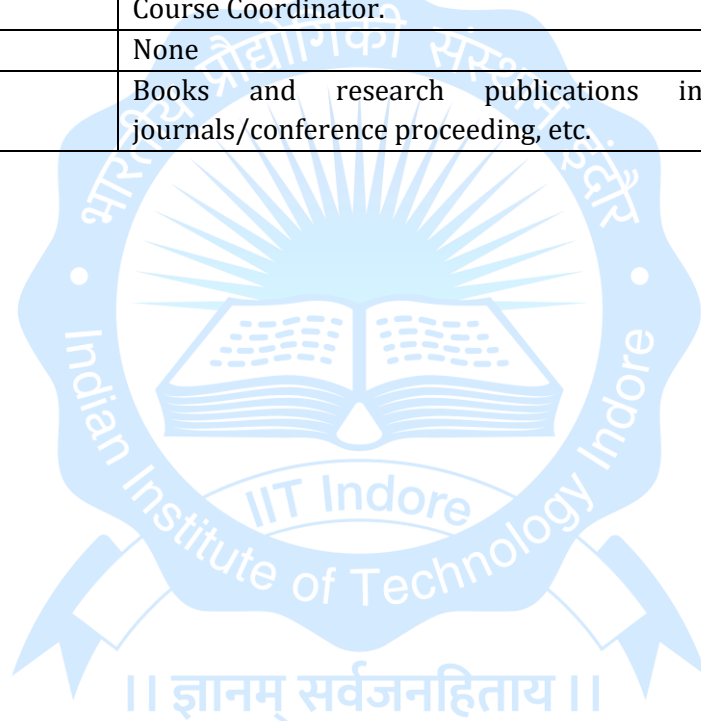 Course Coordinator.
None
Books and research publications in
journals/conference proceeding, etc.
भारतीय प्रौद्योगिकी संस्थान इंदौर
Indian Institute of Technology Indore
IIT Indore
।। ज्ञानम् सर्वजनहिताय ।।